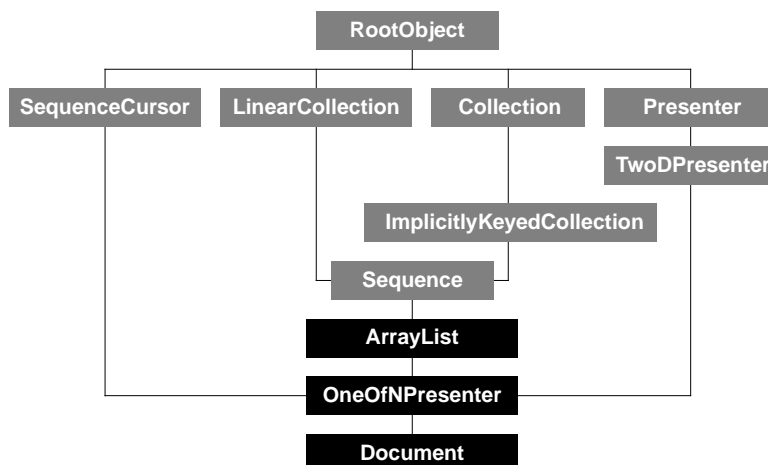 RootObject
SequenceCursor
LinearCollection
Collection
Presenter
TwoDPresenter
ImplicitlyKeyedCollection
Sequence
ArrayList
OneOfNPresenter
Document